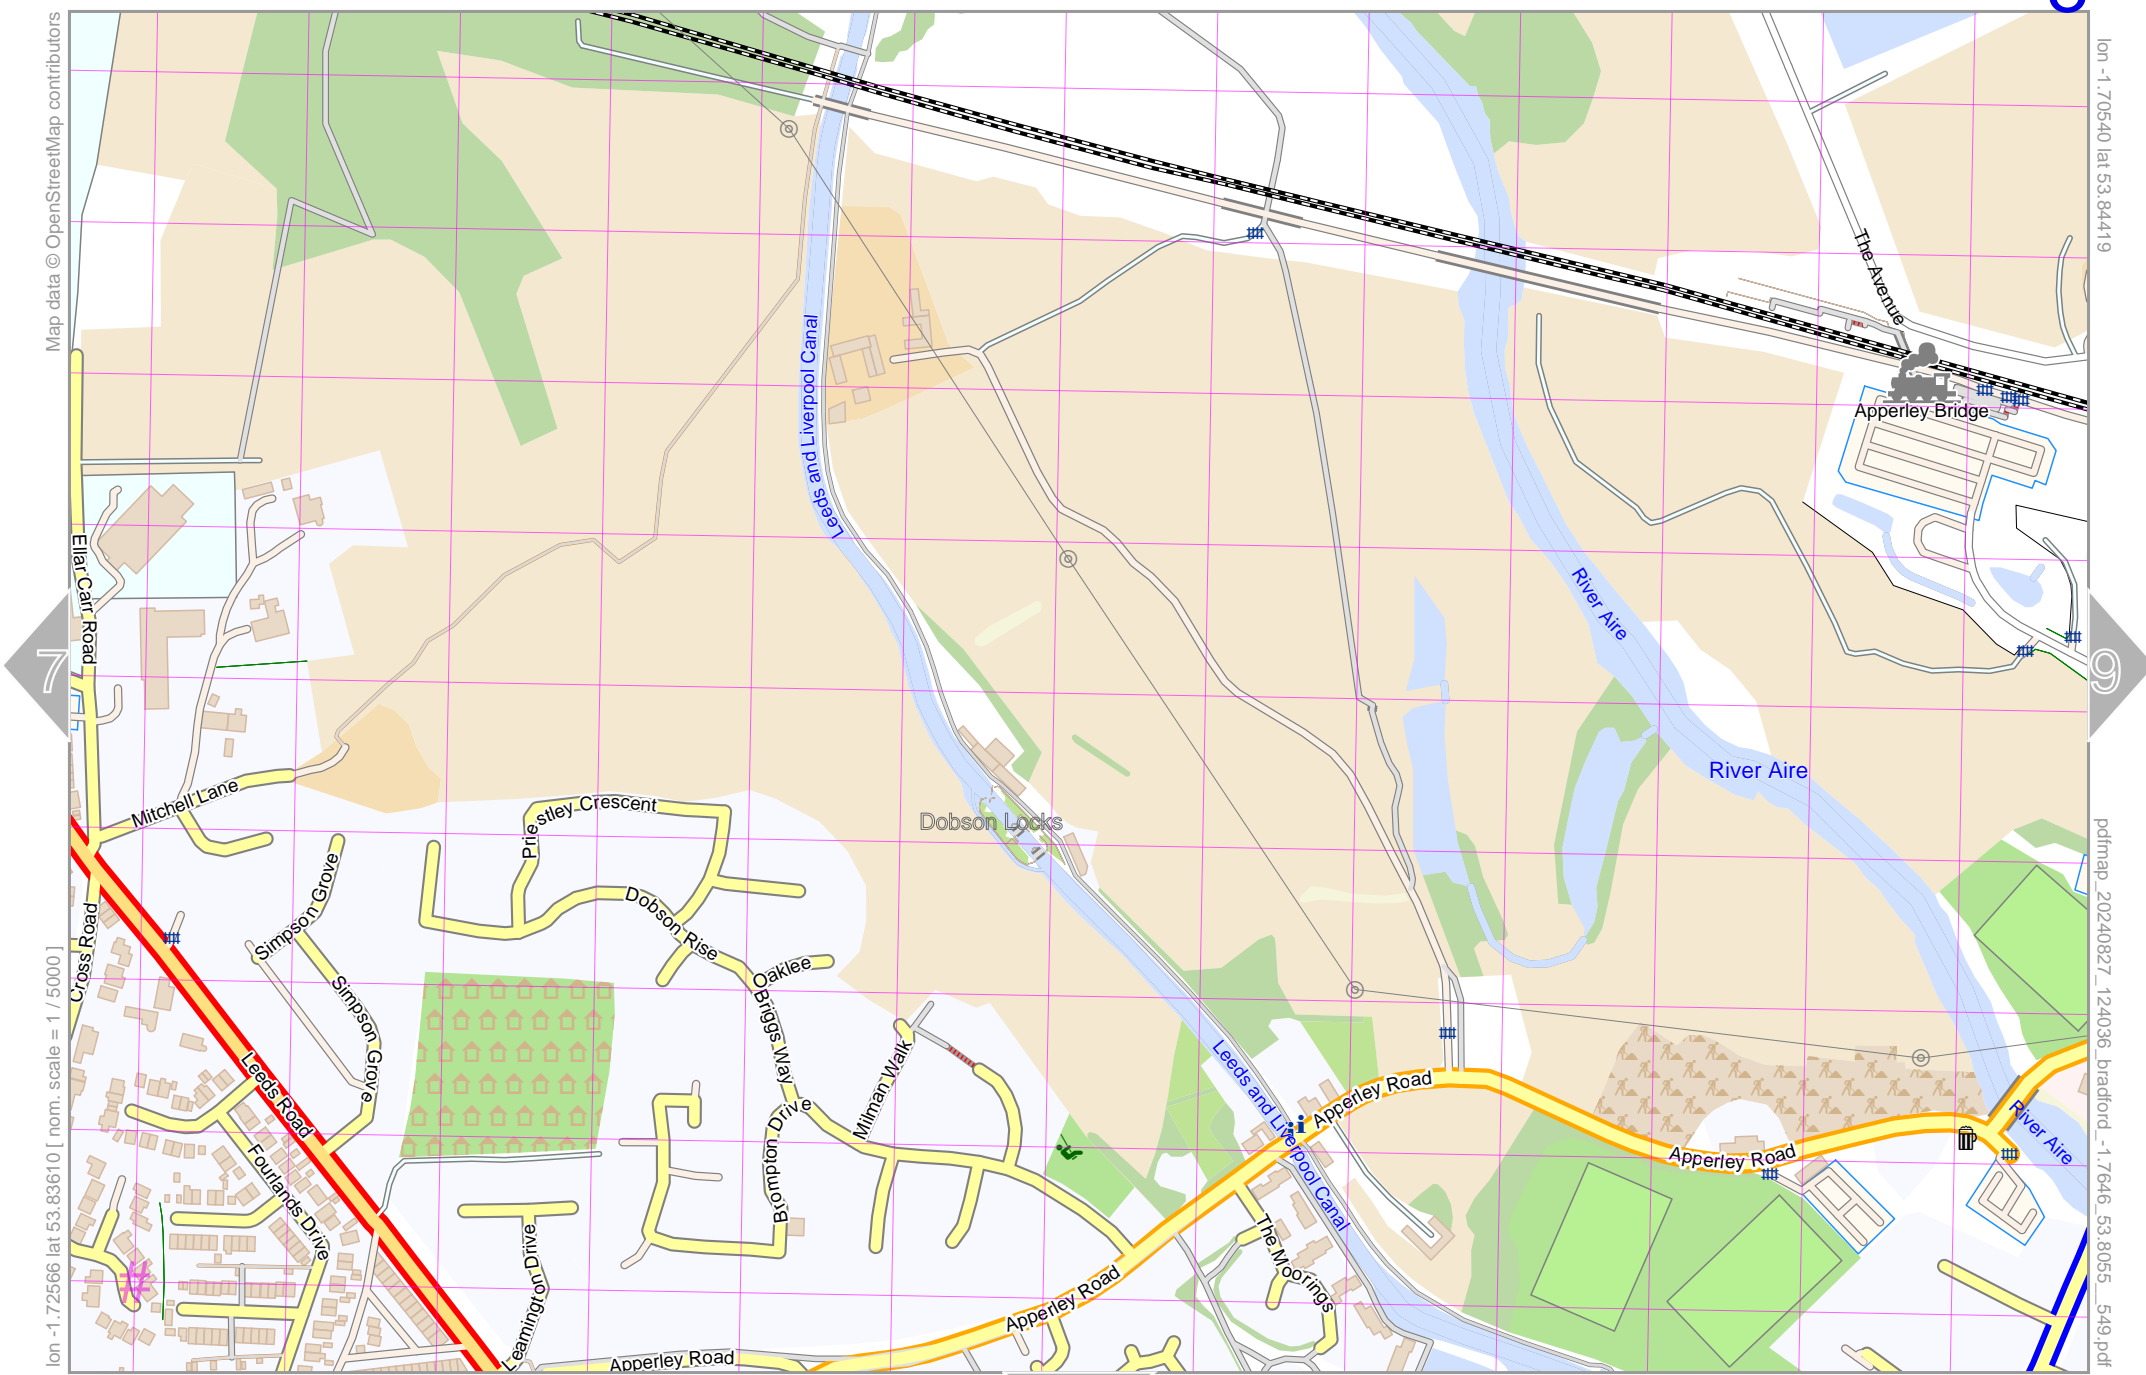 Map data © OpenStreetMap contributors
lon -1.70540 lat 53.84419
The Avenue
Leeds and Liverpool Canal
Apperley Bridge
Ellar Carr Road
River Aire
7
9
River Aire
Mitchell Lane
Priestley Crescent
Dobson Locks
Simpson Grove
Dobson Rise
Cross Road
Oaklee
Simpson Grove
Briggs Way
Leeds Road
Milman Walk
Leeds and Liverpool Canal
Apperley Road
Brompton Drive
Fourlands Drive
Apperley Road
River Aire
Leamington Drive
The Moorings
Apperley Road
Apperley Road
lon -1.72566 lat 53.83610 [ nom. scale = 1 / 5000 ]
pdfmap_20240827_124036_bradford_-1.7646_53.8055__549.pdf